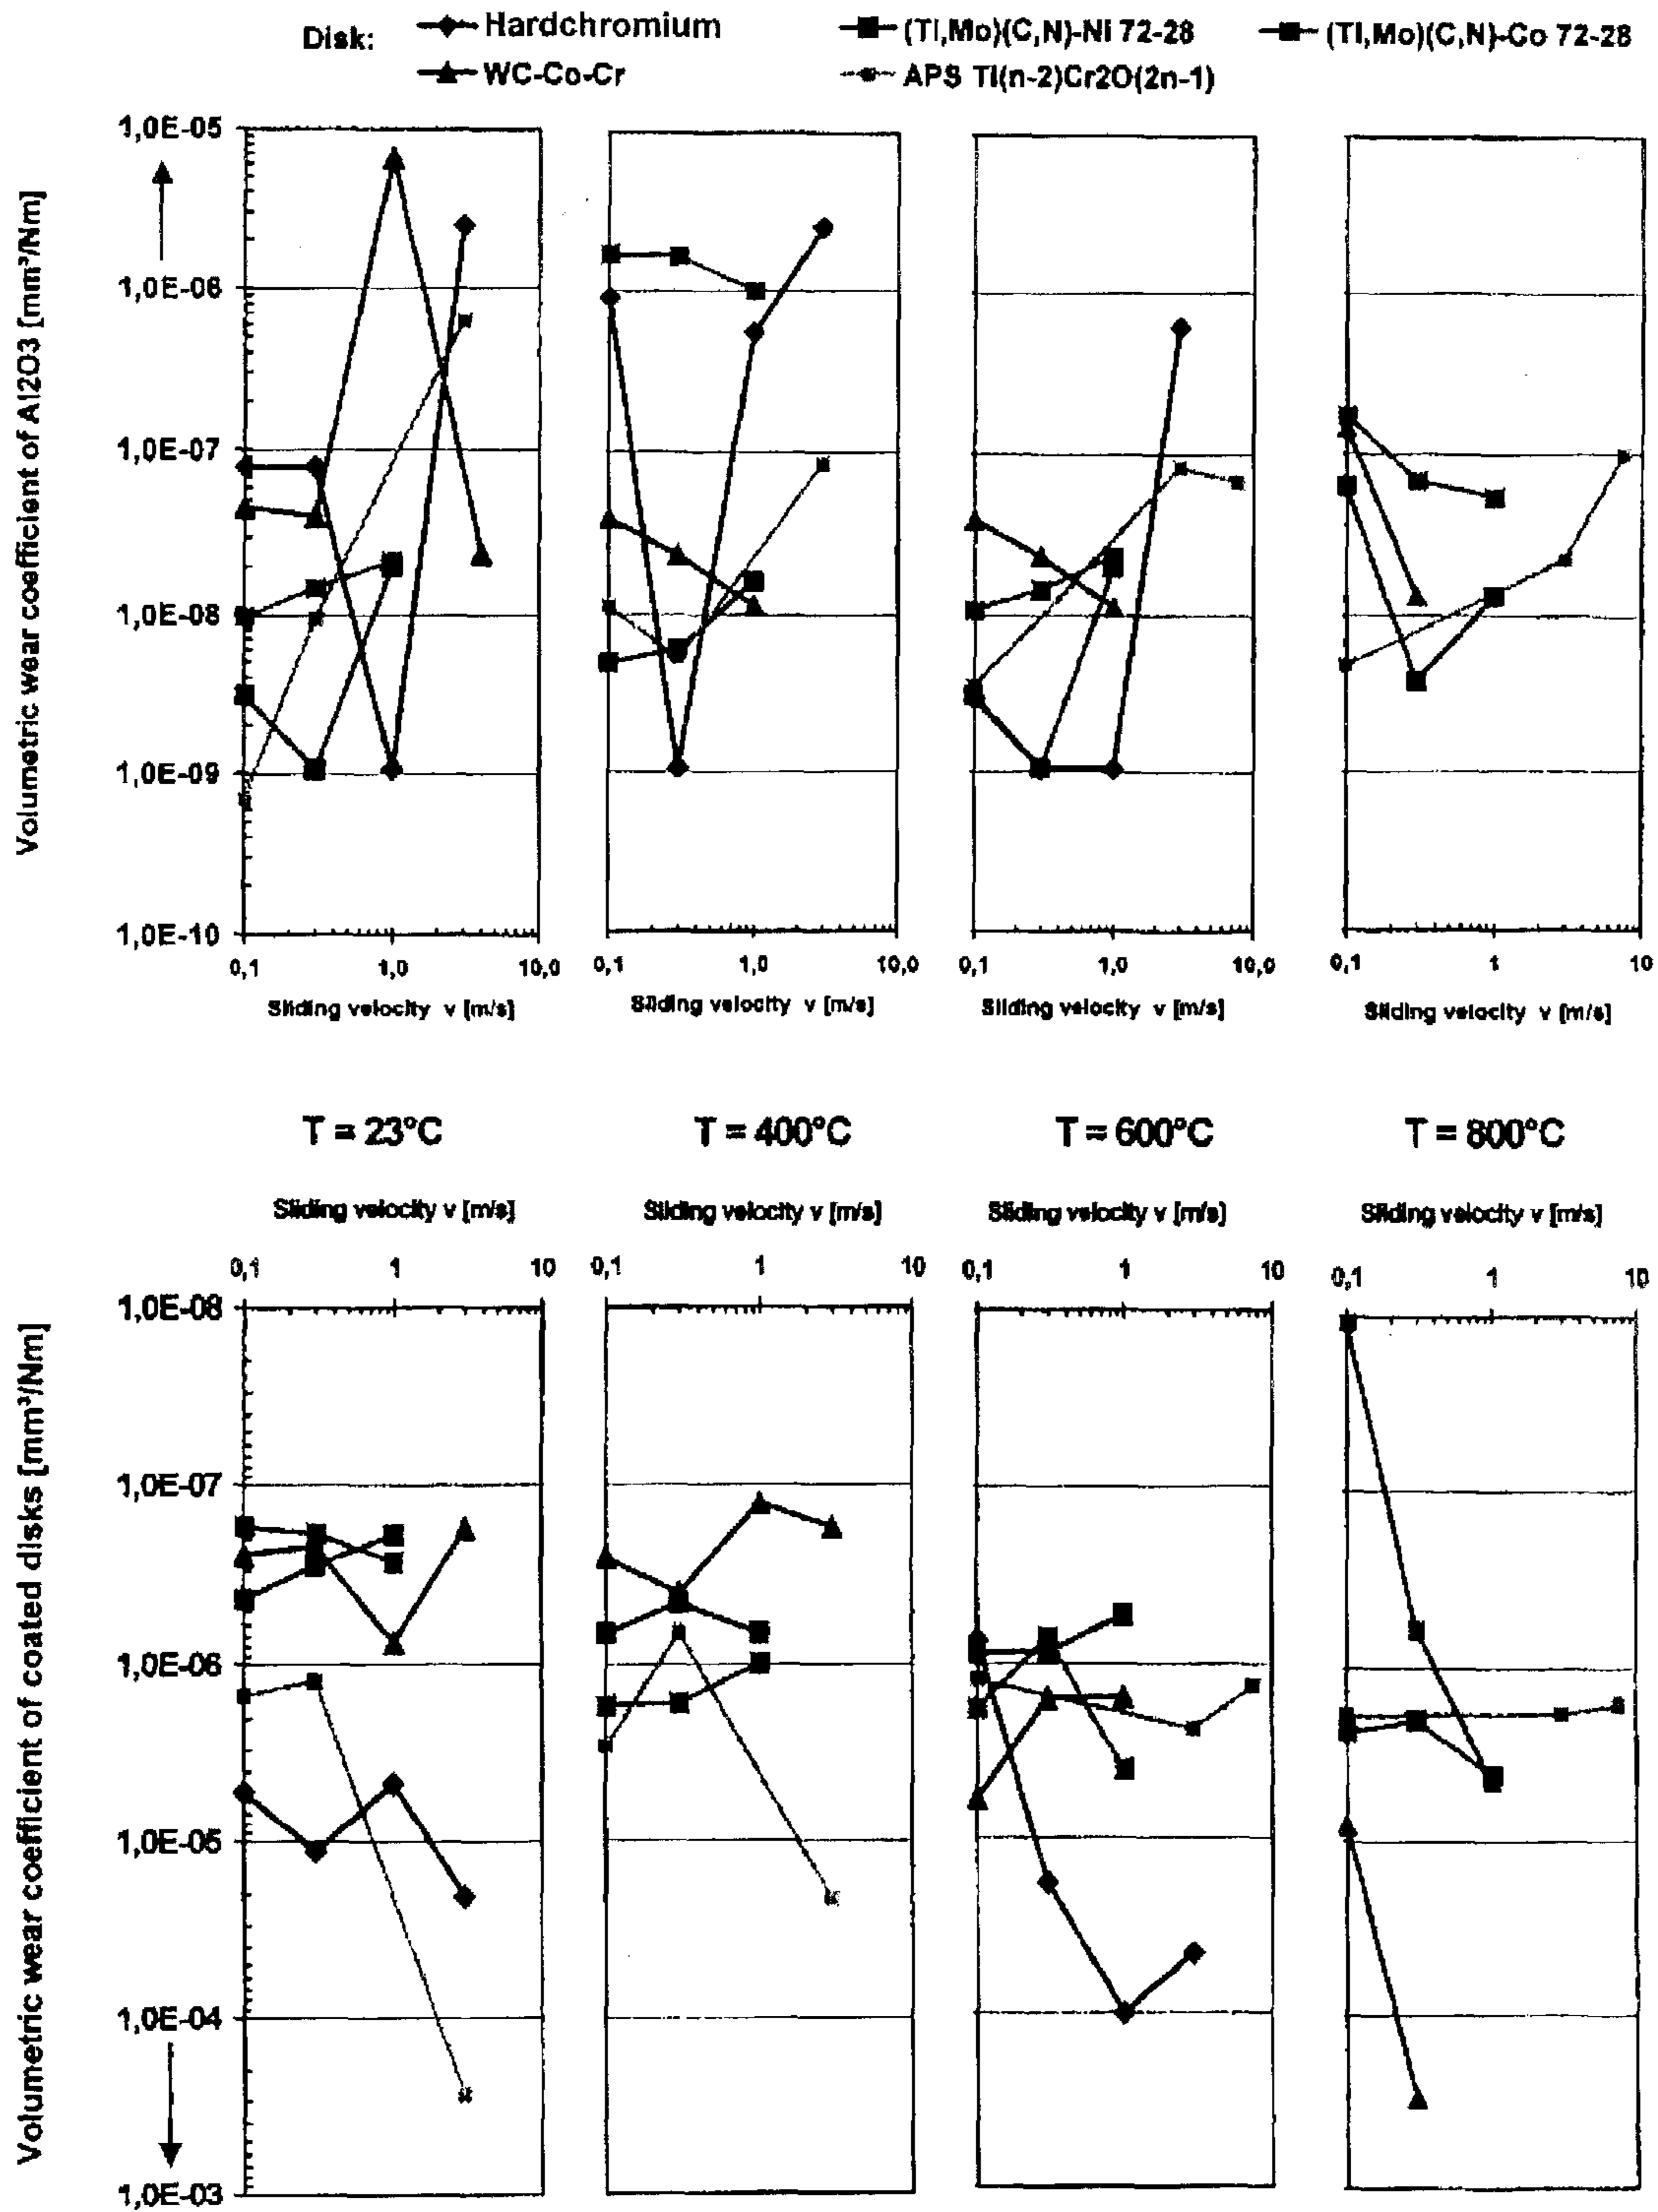 Disk: Hardchromium (Ti,Mo)(C,N)-Ni 72-28 (Ti,Mo)(C,N)-Co 72-28
WC-Co-Cr APS Ti(n-2)Cr2O(2n-1)
Volumetric wear coefficient of Al2O3 [mm³/Nm]
1,0E-05
1,0E-06
1,0E-07
1,0E-08
1,0E-09
1,0E-10
0,1 1,0 10,0 0,1 1,0 10,0 0,1 1,0 10,0 0,1 1 10
Sliding velocity v [m/s] Sliding velocity v [m/s] Sliding velocity v [m/s] Sliding velocity v [m/s]
T = 23°C T = 400°C T = 600°C T = 800°C
Sliding velocity v [m/s] Sliding velocity v [m/s] Sliding velocity v [m/s] Sliding velocity v [m/s]
0,1 1 10 0,1 1 10 0,1 1 10 0,1 1 10
Volumetric wear coefficient of coated disks [mm³/Nm]
1,0E-08
1,0E-07
1,0E-06
1,0E-05
1,0E-04
1,0E-03